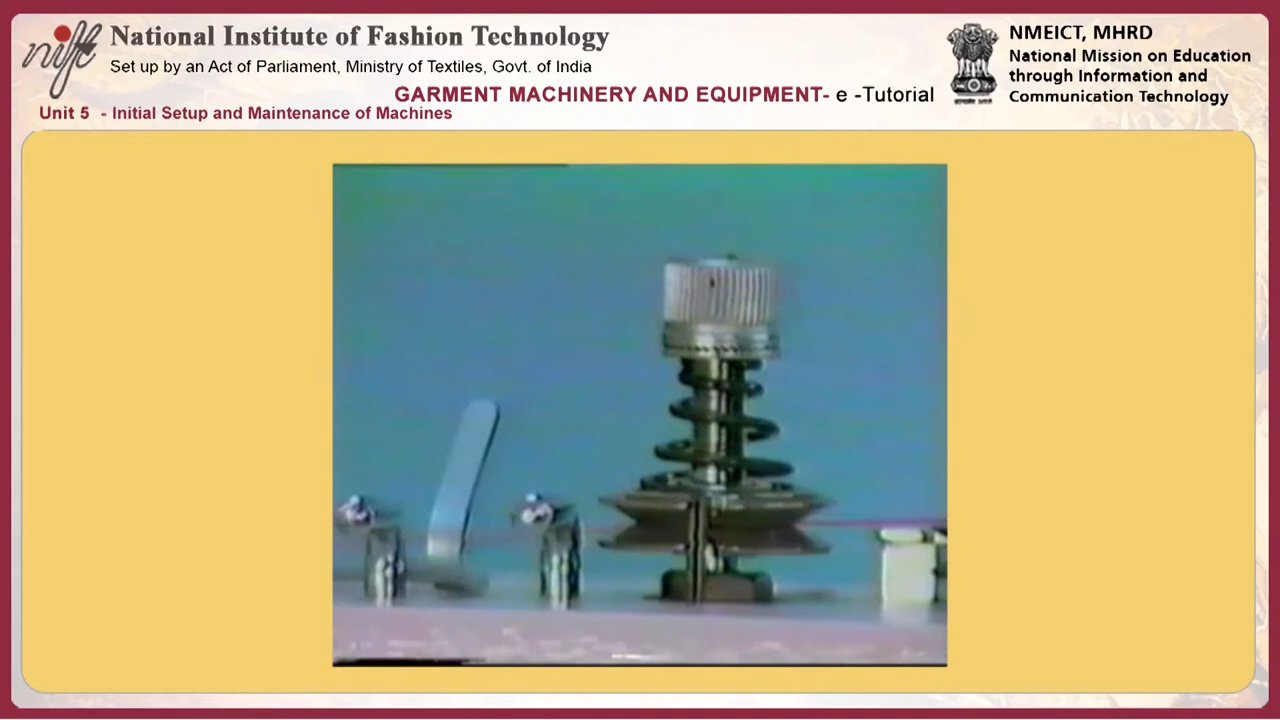 nift
National Institute of Fashion Technology
Set up by an Act of Parliament, Ministry of Textiles, Govt. of India
GARMENT MACHINERY AND EQUIPMENT- e -Tutorial
Unit 5 - Initial Setup and Maintenance of Machines
NMEICT, MHRD
National Mission on Education
through Information and
Communication Technology